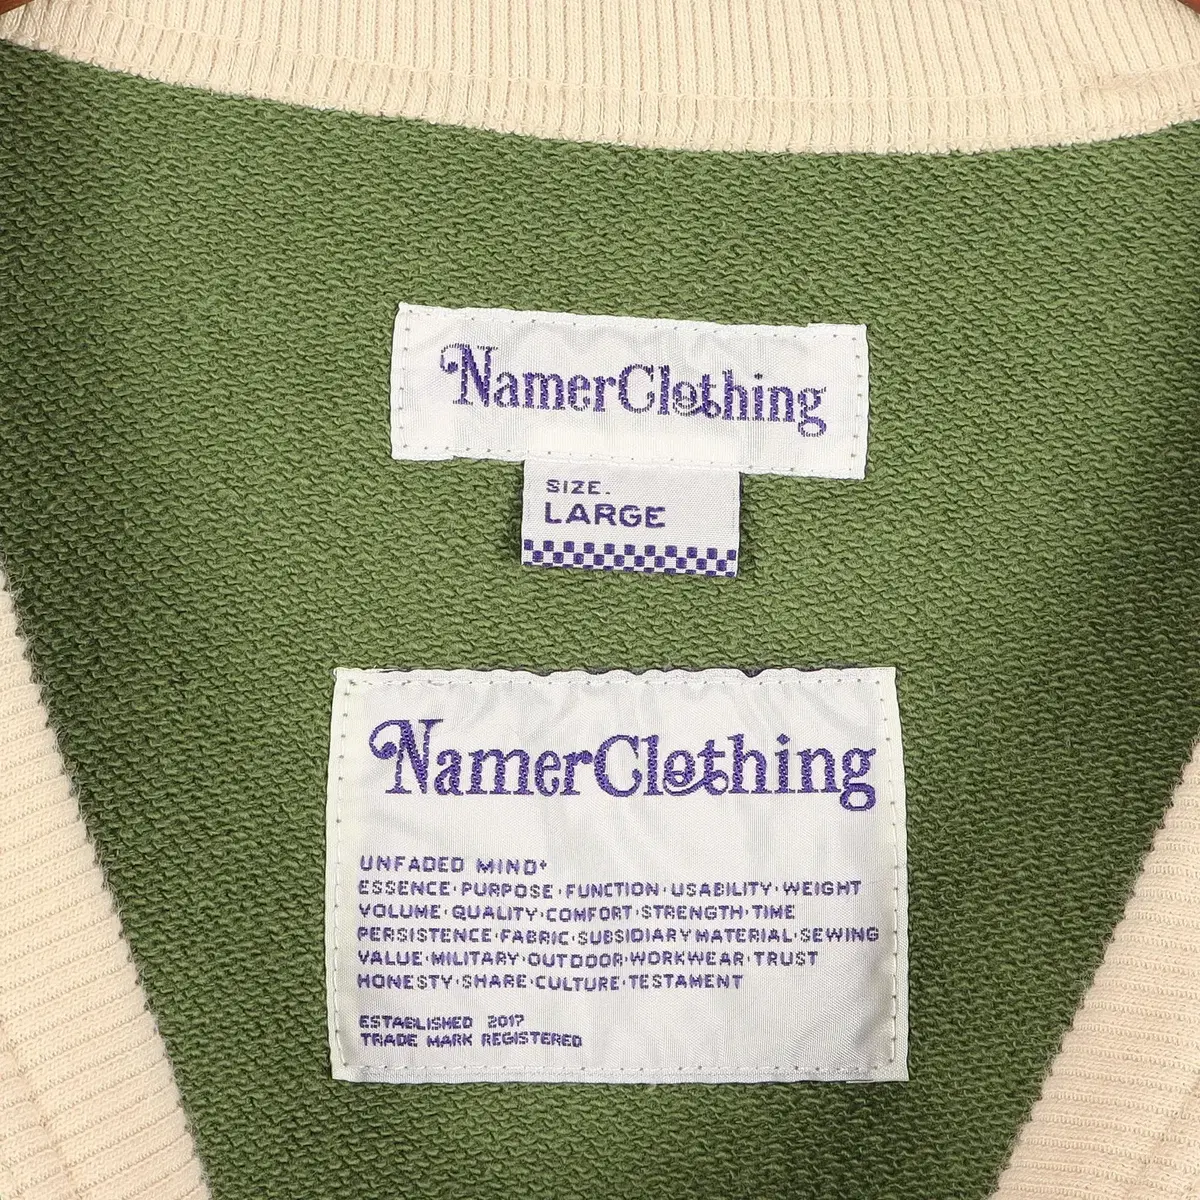 NamerClothing
SIZE.
LARGE
NamerClothing
UNFADED MIND+
ESSENCE·PURPOSE·FUNCTION·USABILITY·WEIGHT
VOLUME·QUALITY·COMFORT·STRENGTH·TIME
PERSISTENCE·FABRIC·SUBSIDIARY MATERIAL·SEWING
VALUE·MILITARY·OUTDOOR·WORKWEAR·TRUST
HONESTY·SHARE·CULTURE·TESTAMENT
ESTABLISHED 2017
TRADE MARK REGISTERED